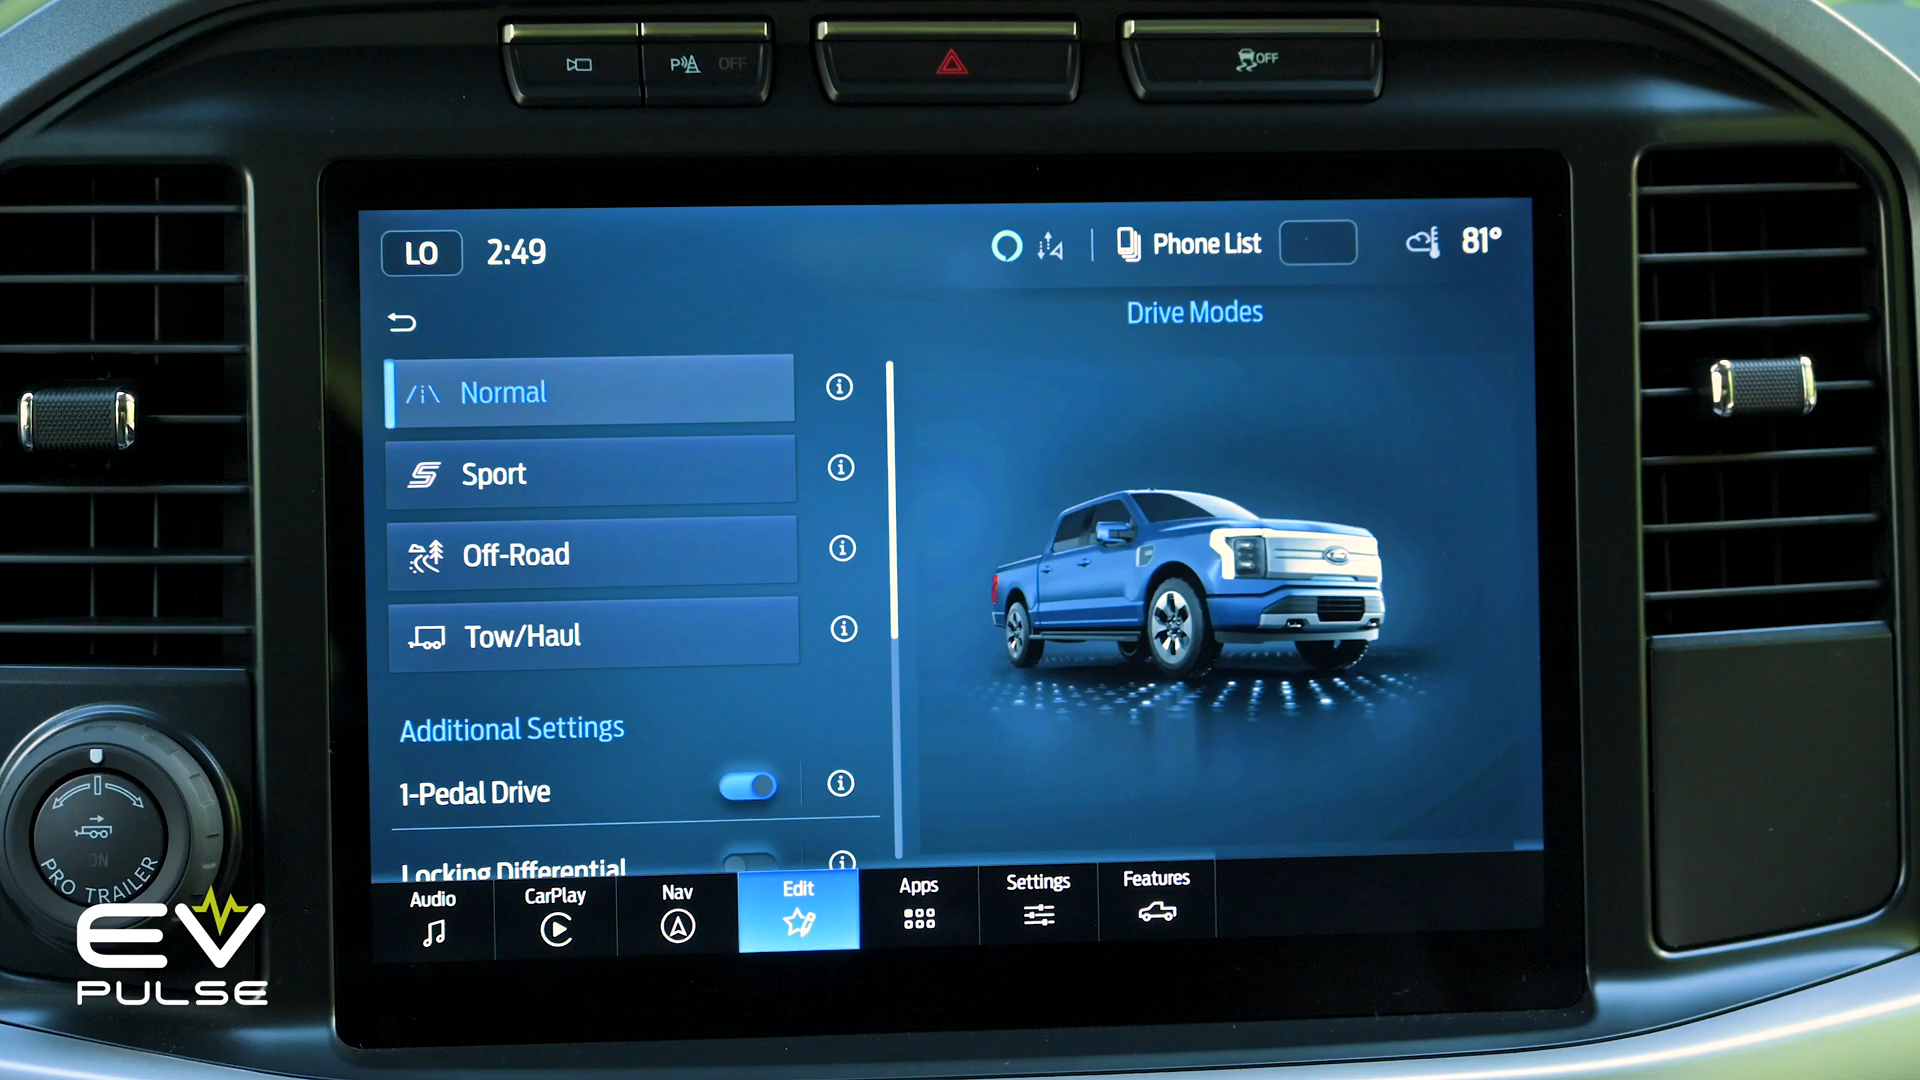 P OFF
OFF
LO 2:49 Phone List 81°
Drive Modes
Normal
Sport
Off-Road
Tow/Haul
Additional Settings
1-Pedal Drive
Locking Differential
Audio CarPlay Nav Edit Apps Settings Features
ON
PRO TRAILER
EV
PULSE